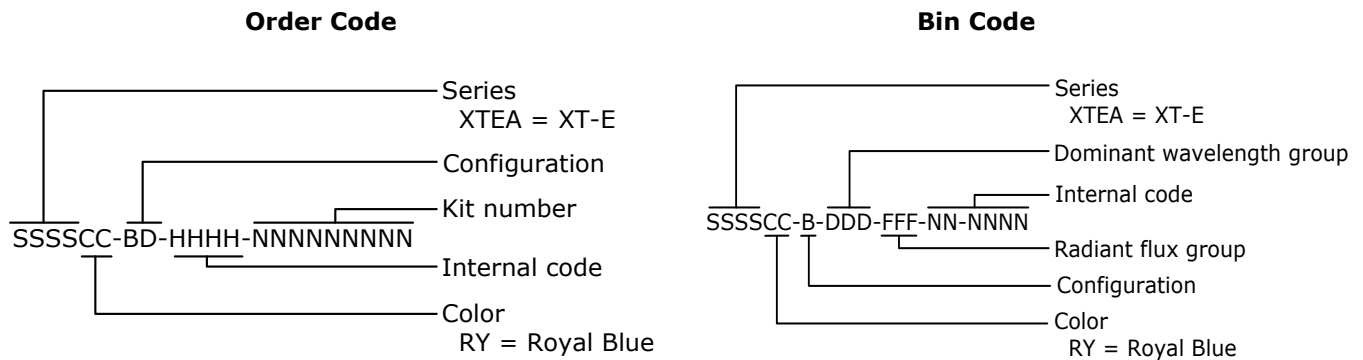 Order Code
Series
XTEA = XT-E
Configuration
Kit number
SSSSCC-BD-HHHH-NNNNNNNNN
Internal code
Color
RY = Royal Blue
Bin Code
Series
XTEA = XT-E
Dominant wavelength group
Internal code
SSSSCC-B-DDD-FFF-NN-NNNN
Radiant flux group
Configuration
Color
RY = Royal Blue